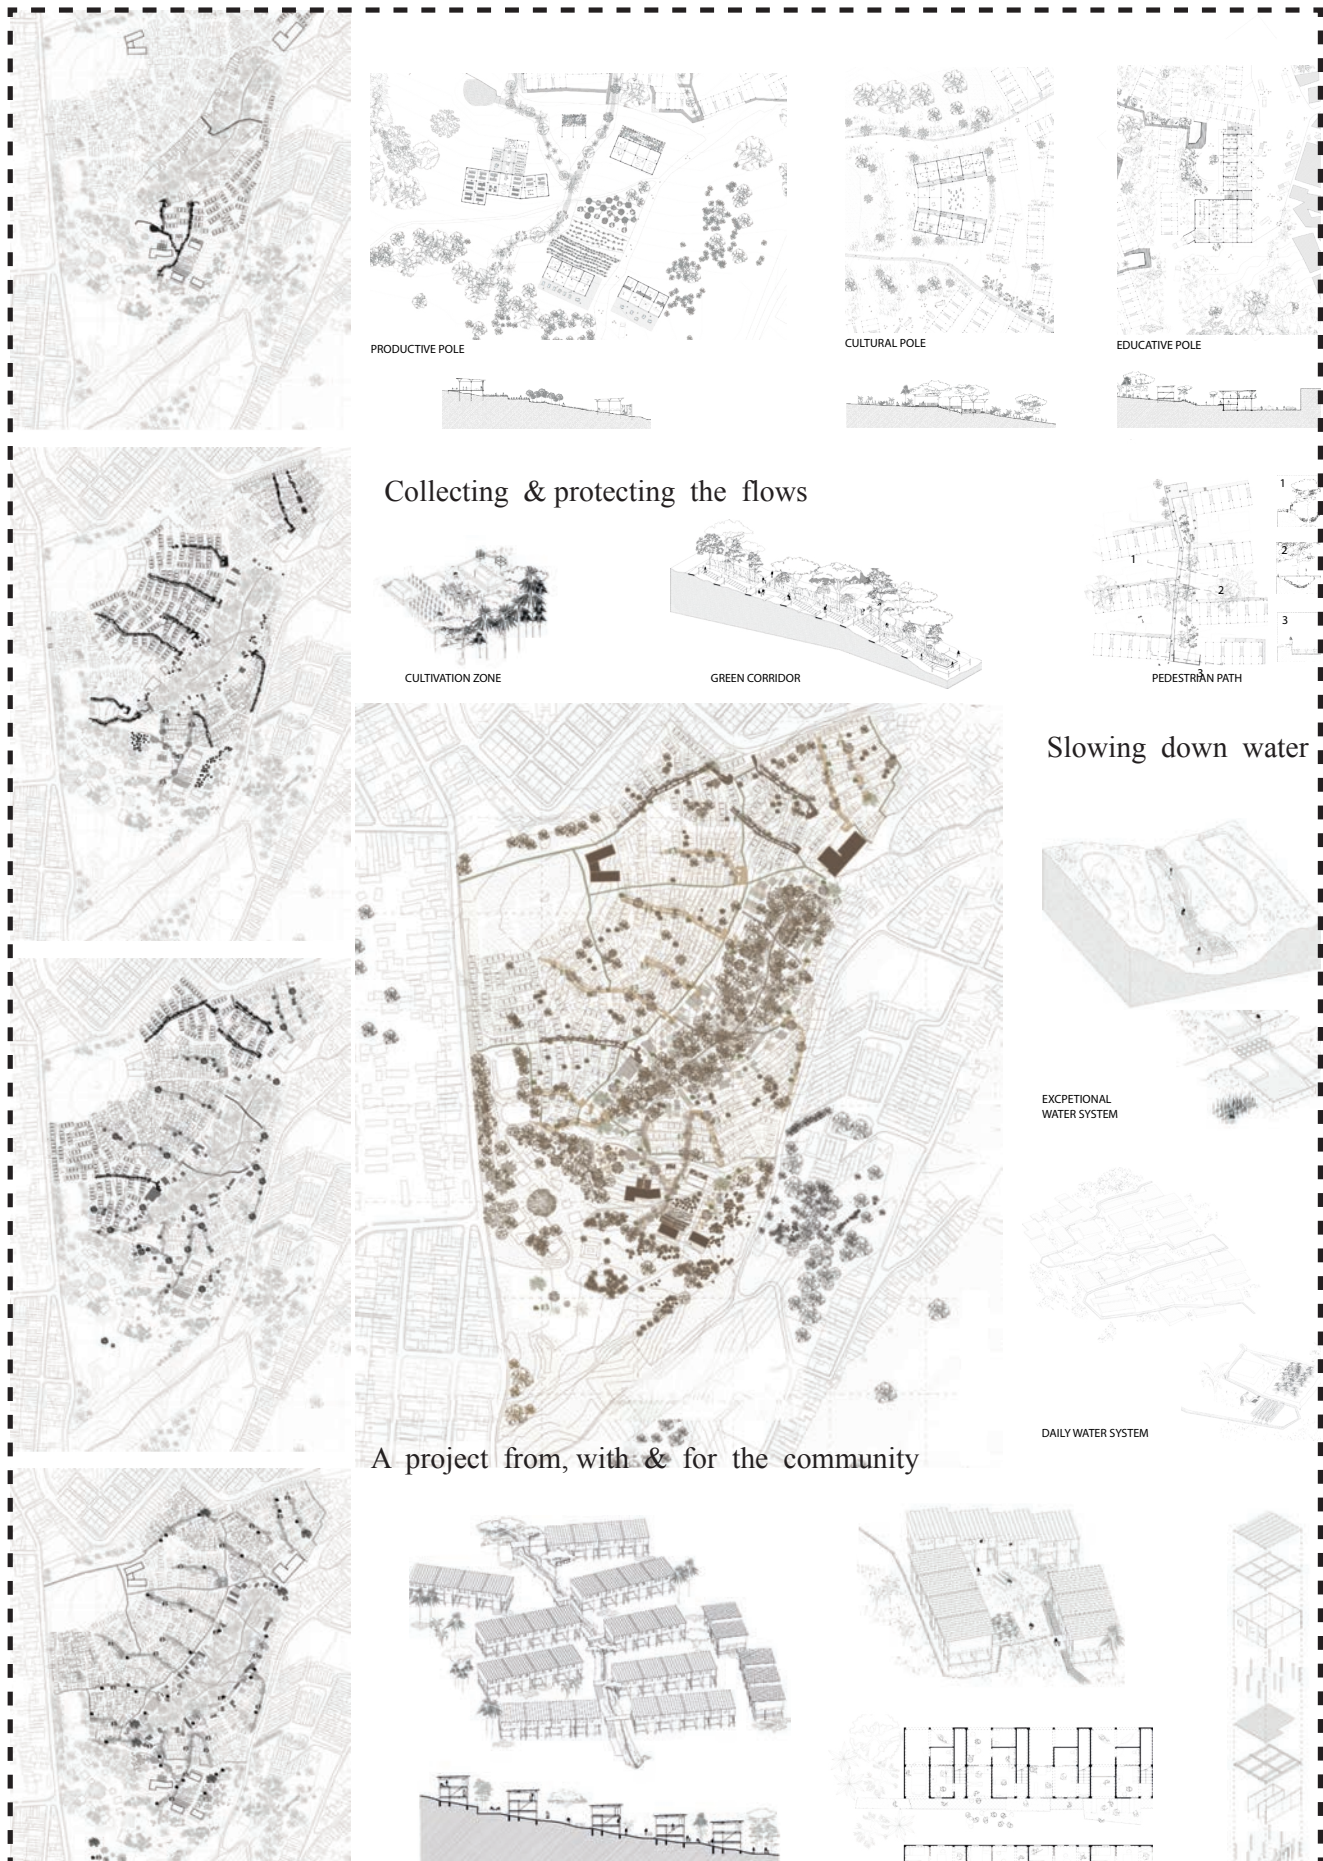 PRODUCTIVE POLE
CULTURAL POLE
EDUCATIVE POLE
Collecting & protecting the flows
1
1
2
2
3
3
CULTIVATION ZONE
GREEN CORRIDOR
PEDESTRIAN PATH
Slowing down water
EXCPETIONAL
WATER SYSTEM
DAILY WATER SYSTEM
A project from, with & for the community